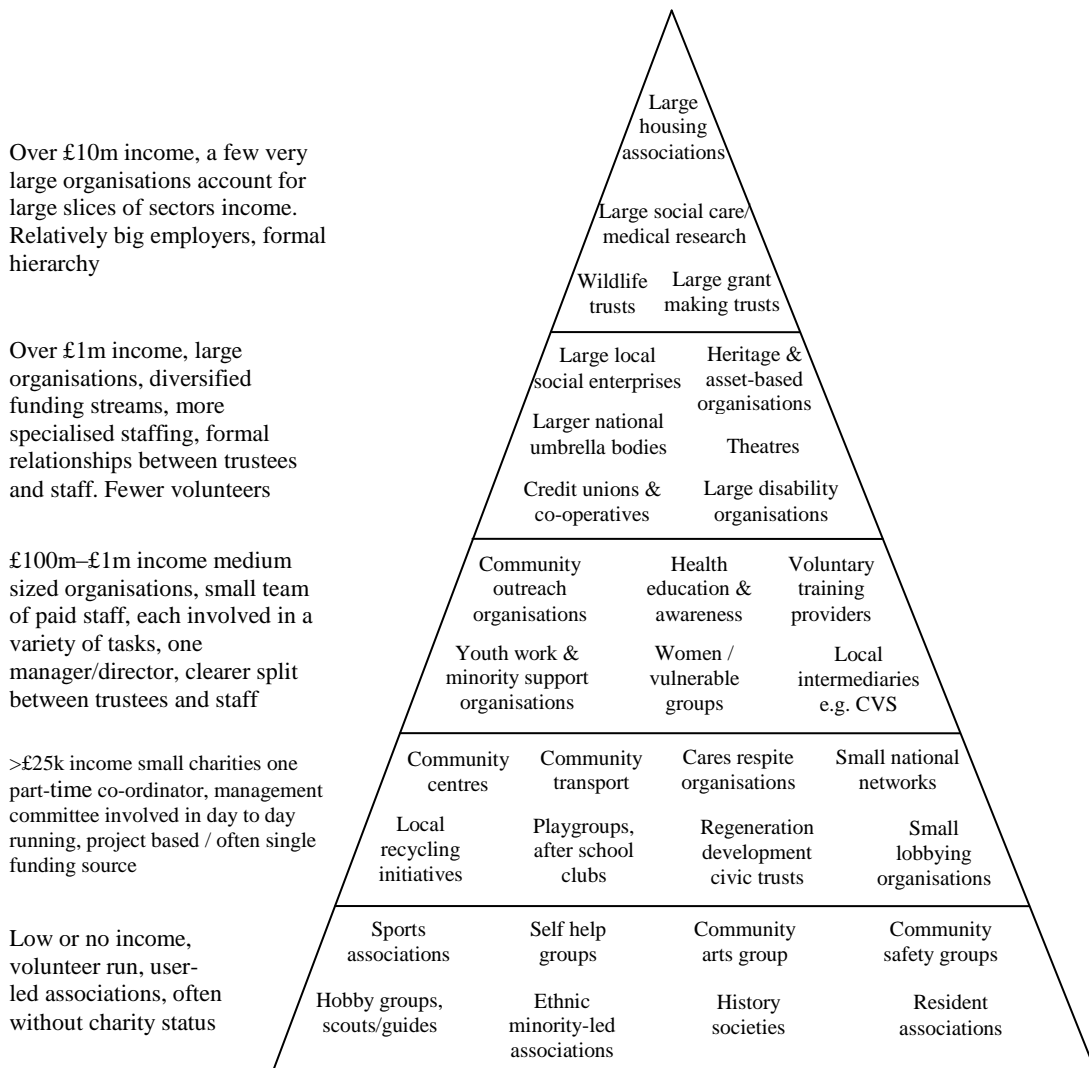 Large
housing
associations
Over £10m income, a few very
large organisations account for
large slices of sectors income.
Relatively big employers, formal
hierarchy
Large social care/
medical research
Wildlife
trusts
Large grant
making trusts
Over £1m income, large
organisations, diversified
funding streams, more
specialised staffing, formal
relationships between trustees
and staff. Fewer volunteers
Large local
social enterprises
Heritage &
asset-based
organisations
Larger national
umbrella bodies
Theatres
Credit unions &
co-operatives
Large disability
organisations
£100m–£1m income medium
sized organisations, small team
of paid staff, each involved in a
variety of tasks, one
manager/director, clearer split
between trustees and staff
Community
outreach
organisations
Health
education &
awareness
Voluntary
training
providers
Youth work &
minority support
organisations
Women /
vulnerable
groups
Local
intermediaries
e.g. CVS
>£25k income small charities one
part-time co-ordinator, management
committee involved in day to day
running, project based / often single
funding source
Community
centres
Community
transport
Cares respite
organisations
Small national
networks
Local
recycling
initiatives
Playgroups,
after school
clubs
Regeneration
development
civic trusts
Small
lobbying
organisations
Low or no income,
volunteer run, user-
led associations, often
without charity status
Sports
associations
Self help
groups
Community
arts group
Community
safety groups
Hobby groups,
scouts/guides
Ethnic
minority-led
associations
History
societies
Resident
associations